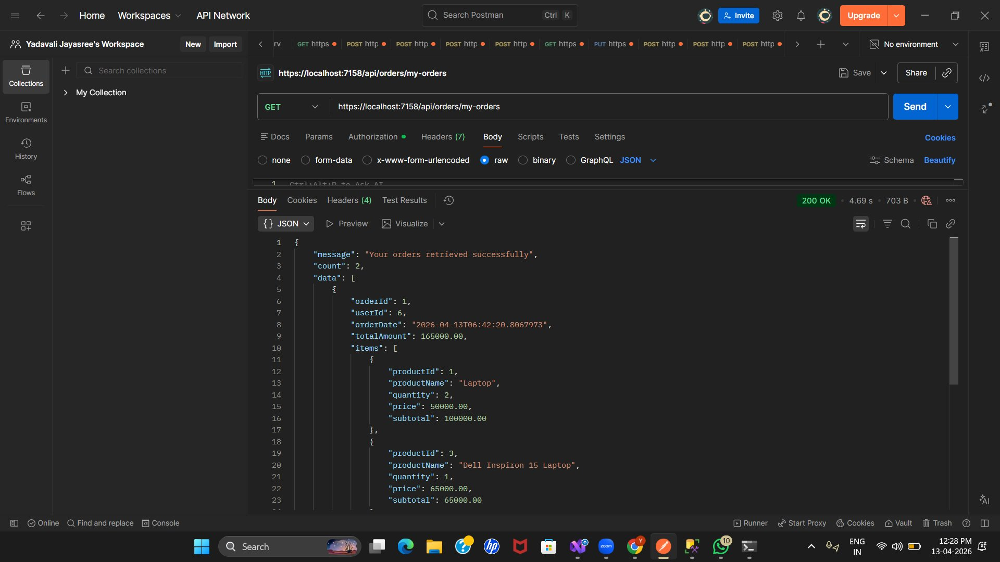 Home
Workspaces
API Network
Search Postman
Ctrl
K
Invite
Upgrade
Yadavali Jayasree's Workspace
New
Import
GET https
POST http
POST http
POST http
POST http
GET https
PUT https
POST http
POST http
POST http
No environment
Collections
Environments
History
Flows
Search collections
My Collection
HTTP
https://localhost:7158/api/orders/my-orders
Save
Share
GET
https://localhost:7158/api/orders/my-orders
Send
Docs
Params
Authorization
Headers (7)
Body
Scripts
Tests
Settings
Cookies
none
form-data
x-www-form-urlencoded
raw
binary
GraphQL
JSON
Schema
Beautify
1
Ctrl+Alt+P to Ask AI
Body
Cookies
Headers (4)
Test Results
200 OK
4.69 s
703 B
{} JSON
Preview
Visualize
1 {
2 "message": "Your orders retrieved successfully",
3 "count": 2,
4 "data": [
5 {
6 "orderId": 1,
7 "userId": 6,
8 "orderDate": "2026-04-13T06:42:20.8067973",
9 "totalAmount": 165000.00,
10 "items": [
11 {
12 "productId": 1,
13 "productName": "Laptop",
14 "quantity": 2,
15 "price": 50000.00,
16 "subtotal": 100000.00
17 },
18 {
19 "productId": 3,
20 "productName": "Dell Inspiron 15 Laptop",
21 "quantity": 1,
22 "price": 65000.00,
23 "subtotal": 65000.00
AI
Online
Find and replace
Console
Runner
Start Proxy
Cookies
Vault
Trash
Search
hp
zoom
Y
10
ENG
IN
12:28 PM
13-04-2026